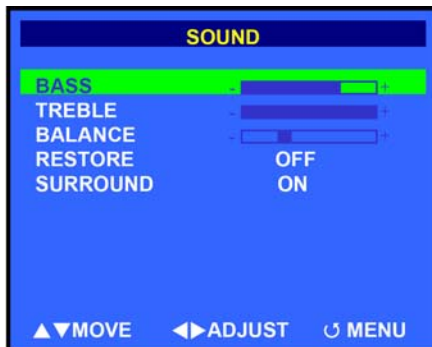 SOUND
BASS - +
TREBLE - +
BALANCE - +
RESTORE OFF
SURROUND ON
▲▼MOVE ◀▶ADJUST ↺ MENU